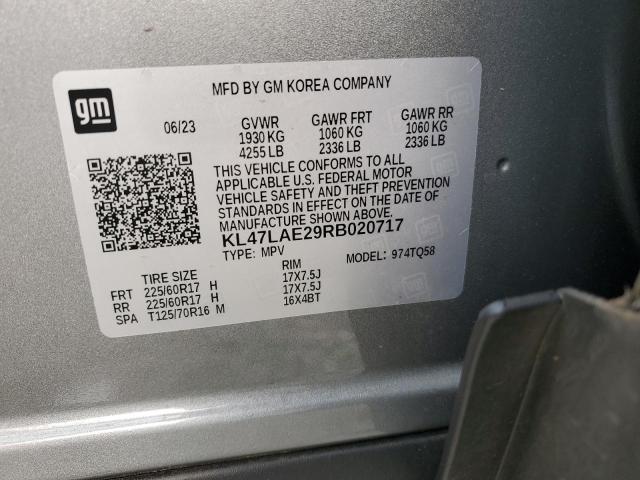 gm
MFD BY GM KOREA COMPANY
06/23 GVWR GAWR FRT GAWR RR
1930 KG 1060 KG 1060 KG
4255 LB 2336 LB 2336 LB
THIS VEHICLE CONFORMS TO ALL
APPLICABLE U.S. FEDERAL MOTOR
VEHICLE SAFETY AND THEFT PREVENTION
STANDARDS IN EFFECT ON THE DATE OF
MANUFACTURE SHOWN ABOVE.
KL47LAE29RB020717
TYPE: MPV MODEL: 974TQ58
TIRE SIZE RIM
FRT 225/60R17 H 17X7.5J
RR 225/60R17 H 17X7.5J
SPA T125/70R16 M 16X4BT